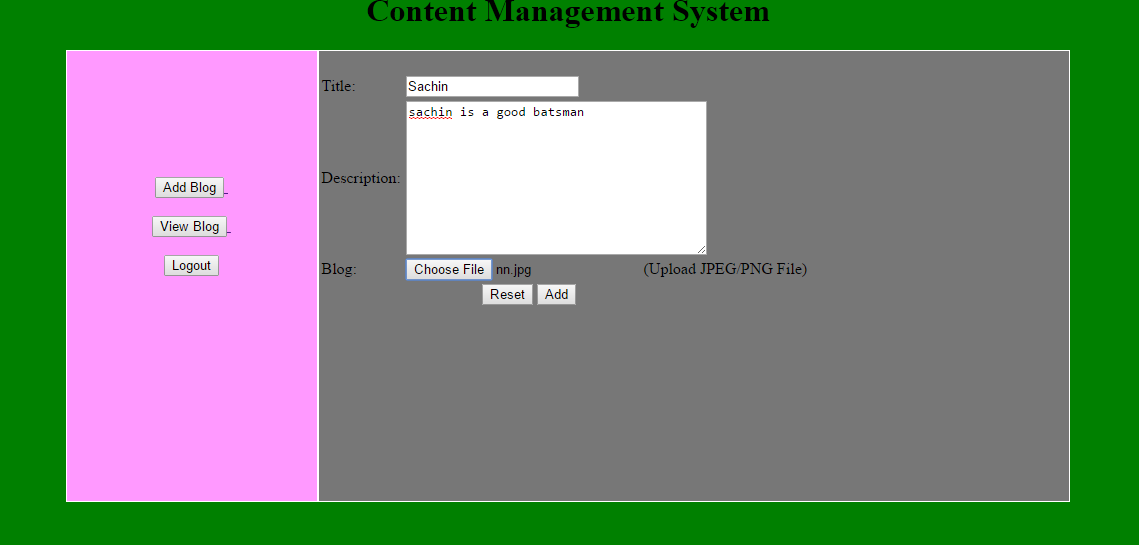 Content Management System
Add Blog
View Blog
Logout
Title: Sachin
Description: sachin is a good batsman
Blog: Choose File nn.jpg (Upload JPEG/PNG File)
Reset Add